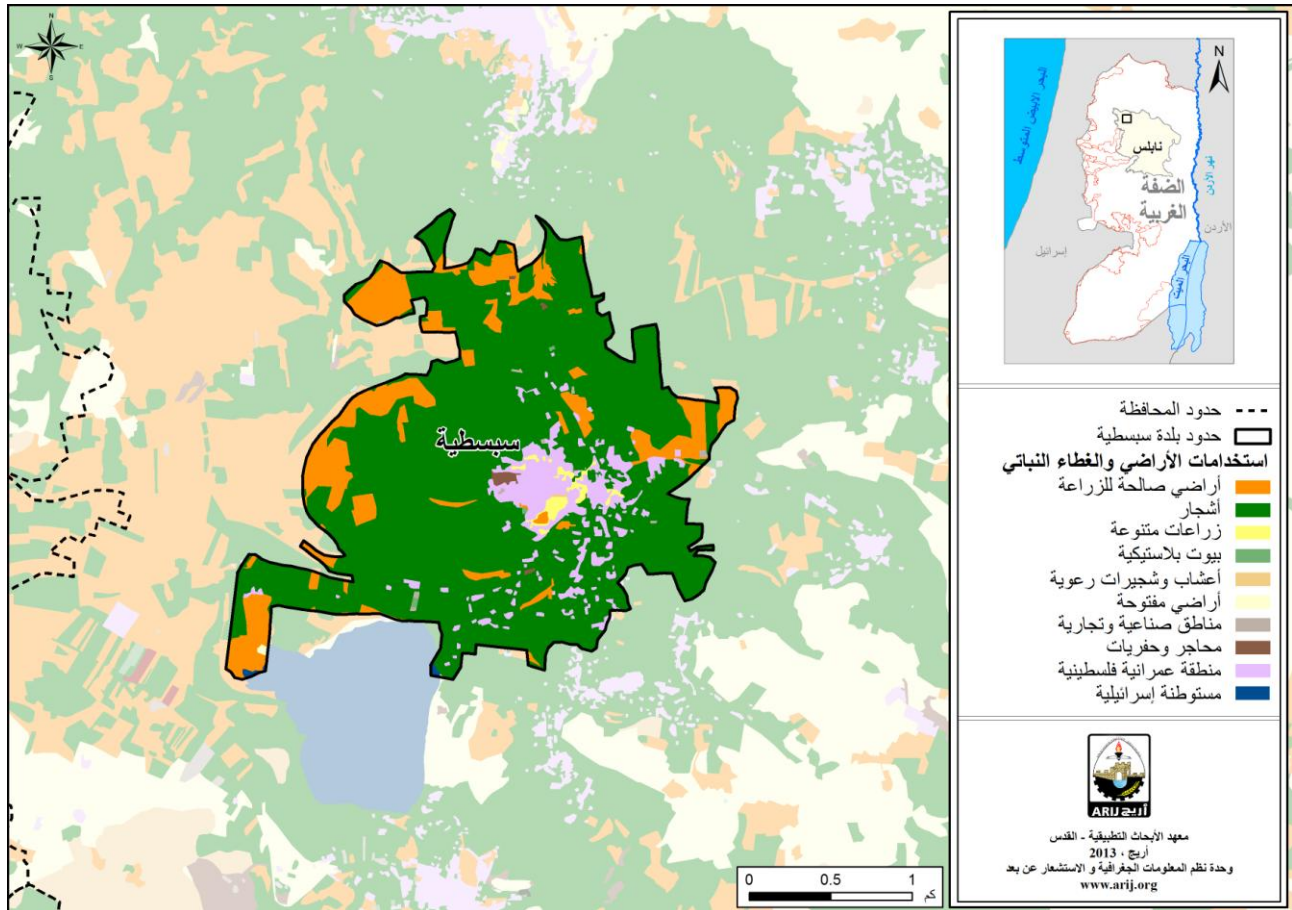 N
E
S
W
سبسطية
0 0.5 1
كم
N
البحر الابيض المتوسط
نابلس
نهر الأردن
الضفة
الغربية
الأردن
إسرائيل
البحر الميت
حدود المحافظة
حدود بلدة سبسطية
استخدامات الأراضي والغطاء النباتي
أراضي صالحة للزراعة
أشجار
زراعات متنوعة
بيوت بلاستيكية
أعشاب وشجيرات رعوية
أراضي مفتوحة
مناطق صناعية وتجارية
محاجر وحفريات
منطقة عمرانية فلسطينية
مستوطنة إسرائيلية
ARIJ أريج
معهد الأبحاث التطبيقية - القدس
أريج ، 2013
وحدة نظم المعلومات الجغرافية و الاستشعار عن بعد
www.arij.org